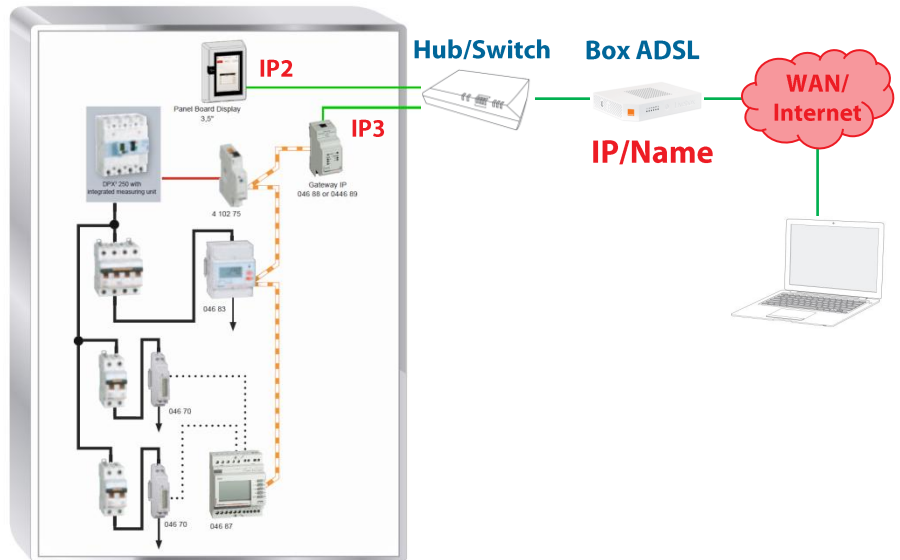 Hub/Switch
Box ADSL
WAN/
Internet
IP2
Panel Board Display
3,5"
IP3
IP/Name
DPX³ 250 with
integrated measuring unit
Gateway IP
046 88 or 0446 89
4 102 75
046 83
046 70
046 70
046 87